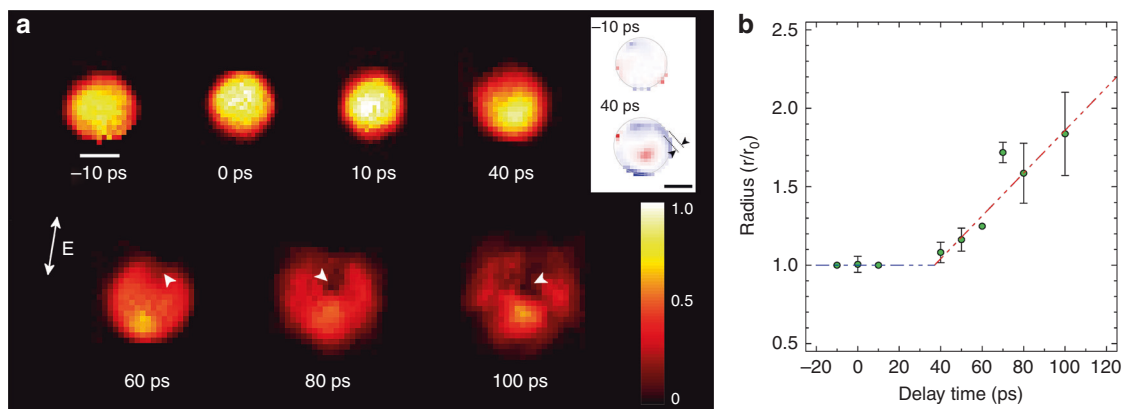 a
–10 ps
0 ps
10 ps
40 ps
–10 ps
40 ps
E
60 ps
80 ps
100 ps
1.0
0.5
0
b
Radius (r/r0)
2.5
2.0
1.5
1.0
0.5
–20
0
20
40
60
80
100
120
Delay time (ps)